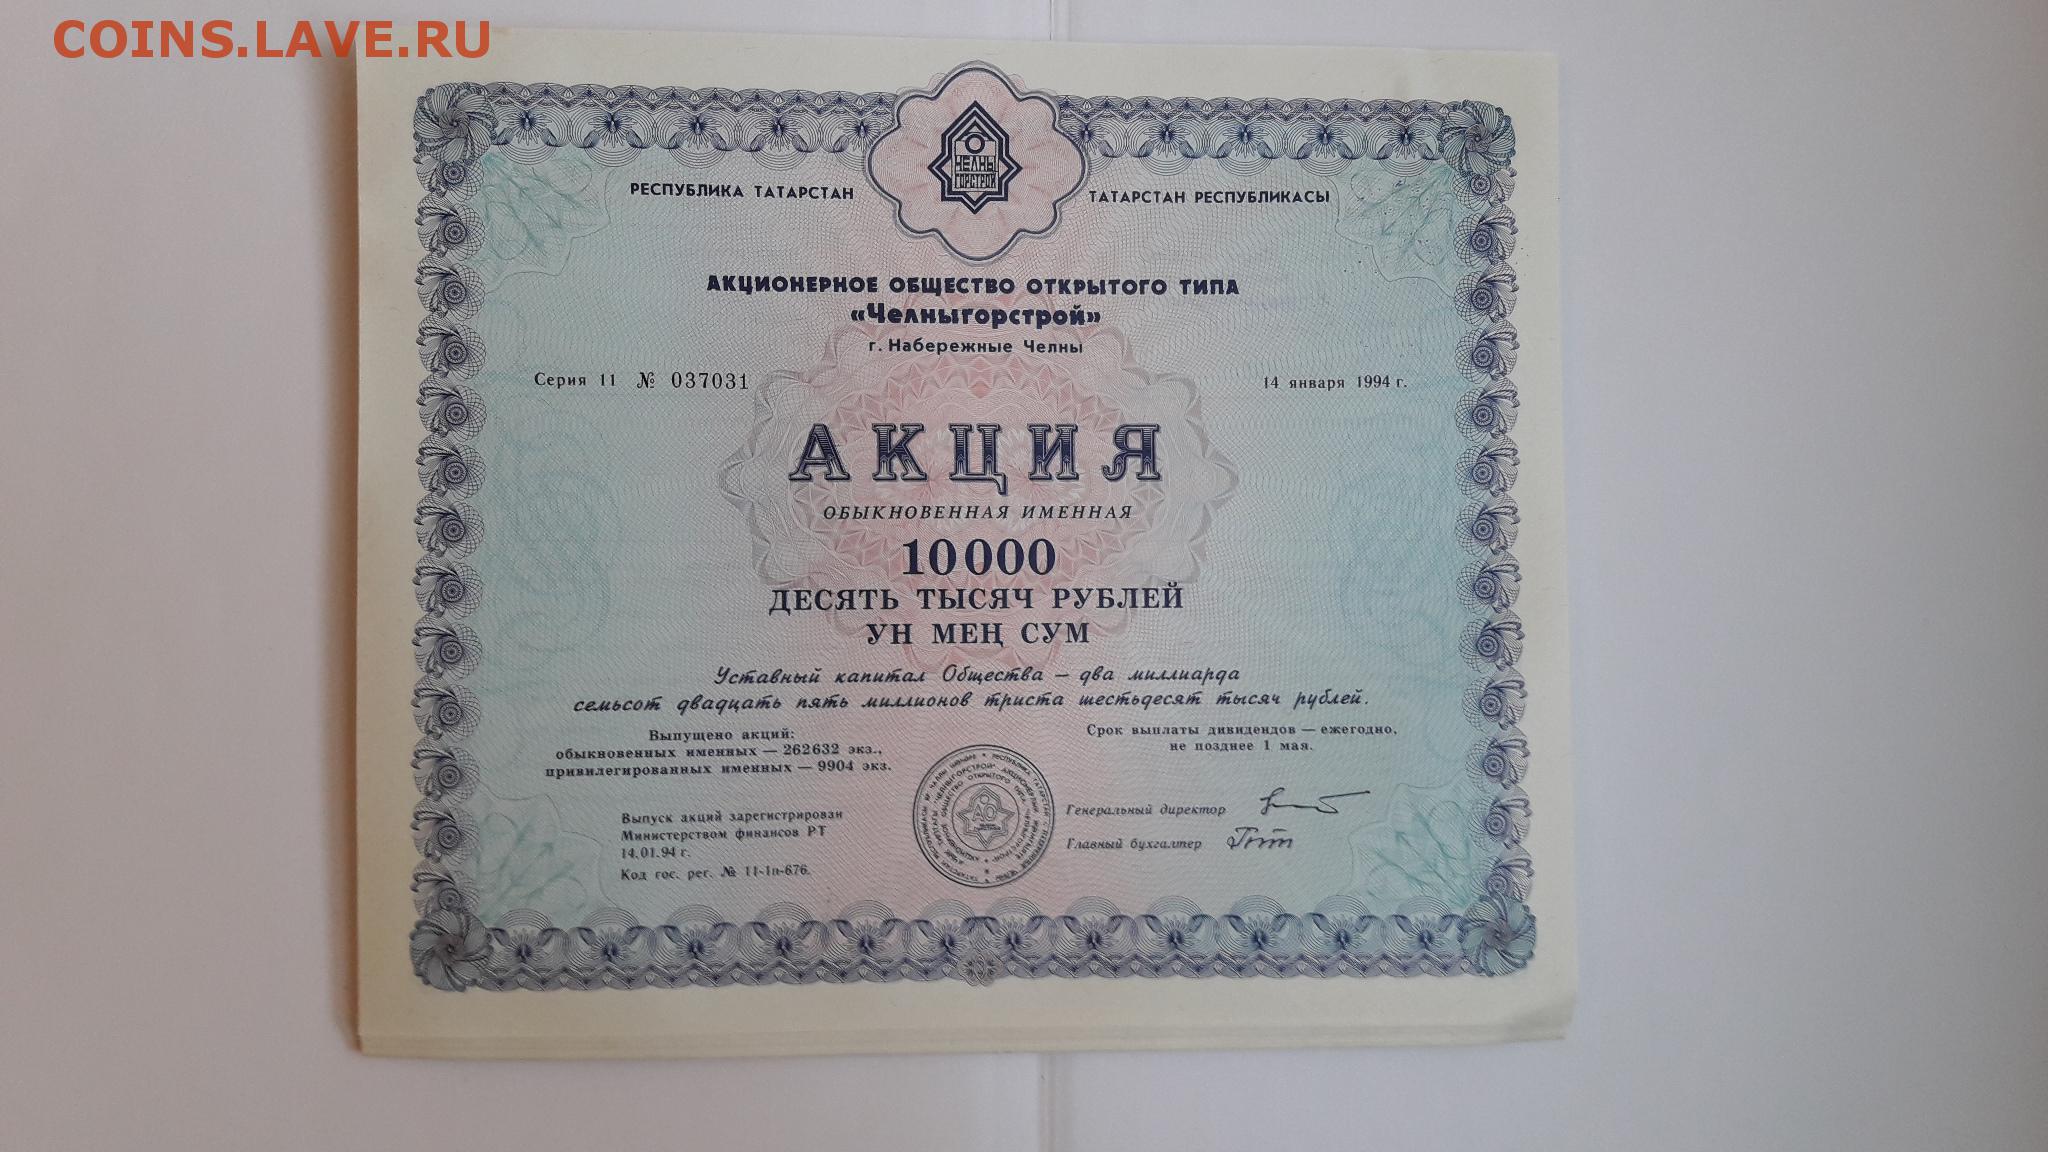 COINS.LAVE.RU
ЧЕЛНЫ
ГОРСТРОЙ
РЕСПУБЛИКА ТАТАРСТАН
ТАТАРСТАН РЕСПУБЛИКАСЫ
АКЦИОНЕРНОЕ ОБЩЕСТВО ОТКРЫТОГО ТИПА
«Челныгорстрой»
г. Набережные Челны
Серия 11 № 037031
14 января 1994 г.
АКЦИЯ
ОБЫКНОВЕННАЯ ИМЕННАЯ
10 000
ДЕСЯТЬ ТЫСЯЧ РУБЛЕЙ
УН МЕҢ СУМ
Уставный капитал Общества — два миллиарда
семьсот двадцать пять миллионов триста шестьдесят тысяч рублей.
Выпущено акций:
обыкновенных именных — 262632 экз.,
привилегированных именных — 9904 экз.
Срок выплаты дивидендов — ежегодно,
не позднее 1 мая.
Выпуск акций зарегистрирован
Министерством финансов РТ
14.01.94 г.
Код гос. рег. № 11-1п-676.
Генеральный директор
Главный бухгалтер